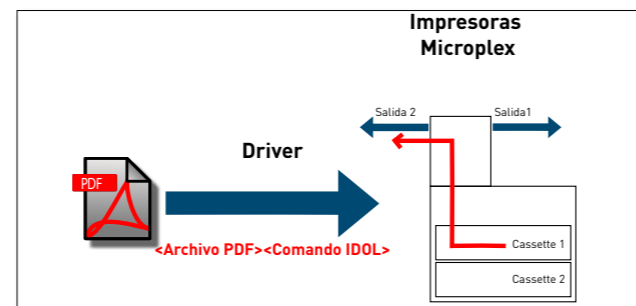 Impresoras
Microplex
Salida 2
Salida1
Driver
PDF
<Archivo PDF><Comando IDOL>
Cassette 1
Cassette 2